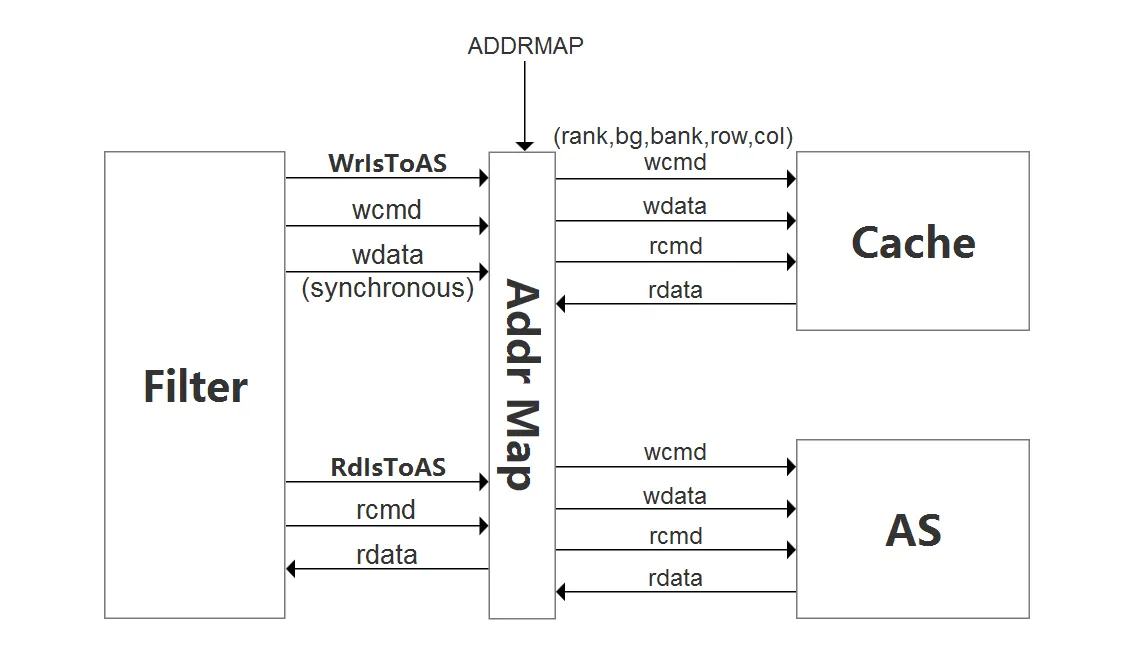 ADDRMAP
(rank,bg,bank,row,col)
WrIsToAS
wcmd
wdata
(synchronous)
Filter
RdIsToAS
rcmd
rdata
Addr Map
wcmd
wdata
rcmd
rdata
Cache
wcmd
wdata
rcmd
rdata
AS